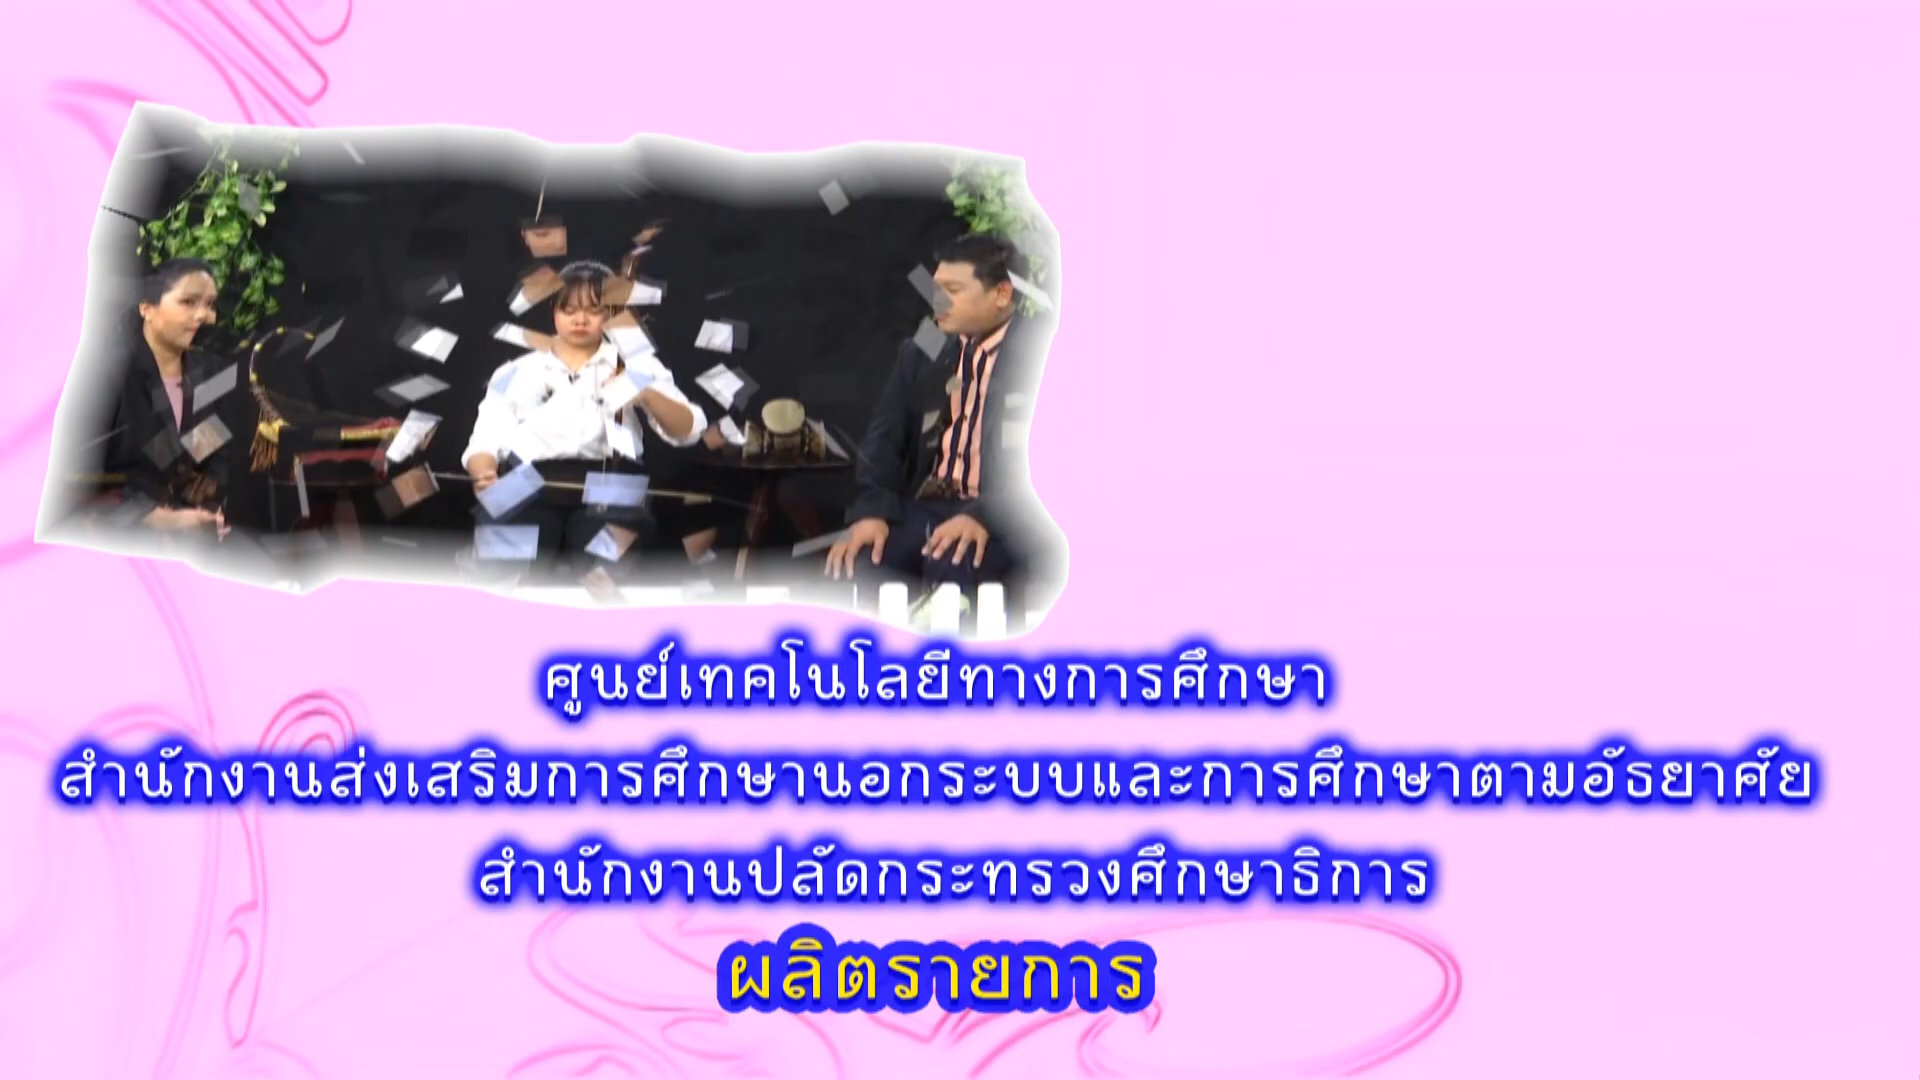 ศูนย์เทคโนโลยีทางการศึกษา
สำนักงานส่งเสริมการศึกษานอกระบบและการศึกษาตามอัธยาศัย
สำนักงานปลัดกระทรวงศึกษาธิการ
ผลิตรายการ